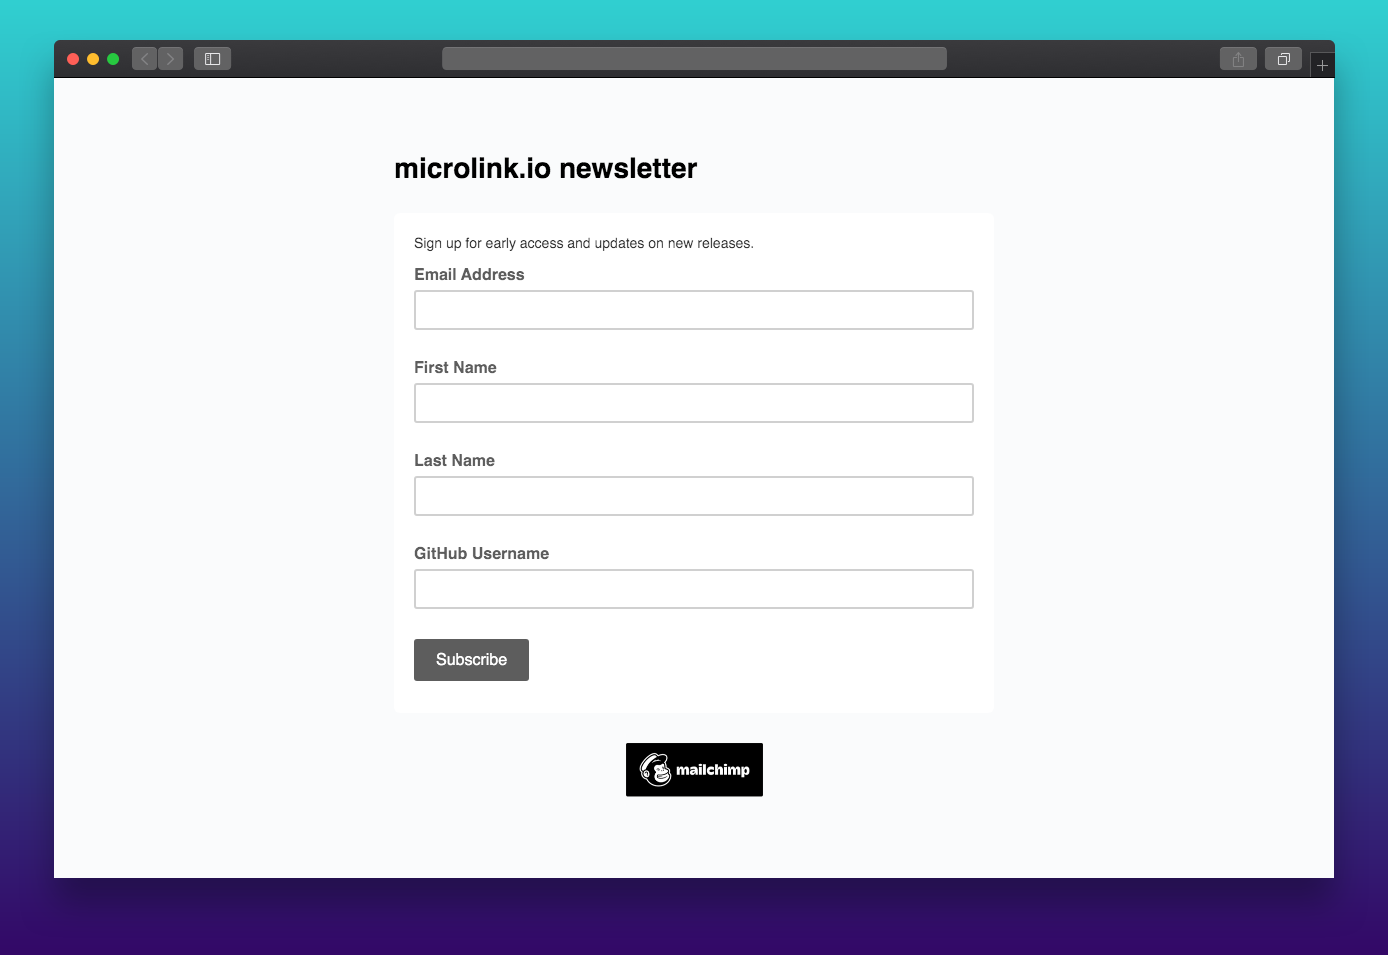 microlink.io newsletter
Sign up for early access and updates on new releases.
Email Address
First Name
Last Name
GitHub Username
Subscribe
mailchimp